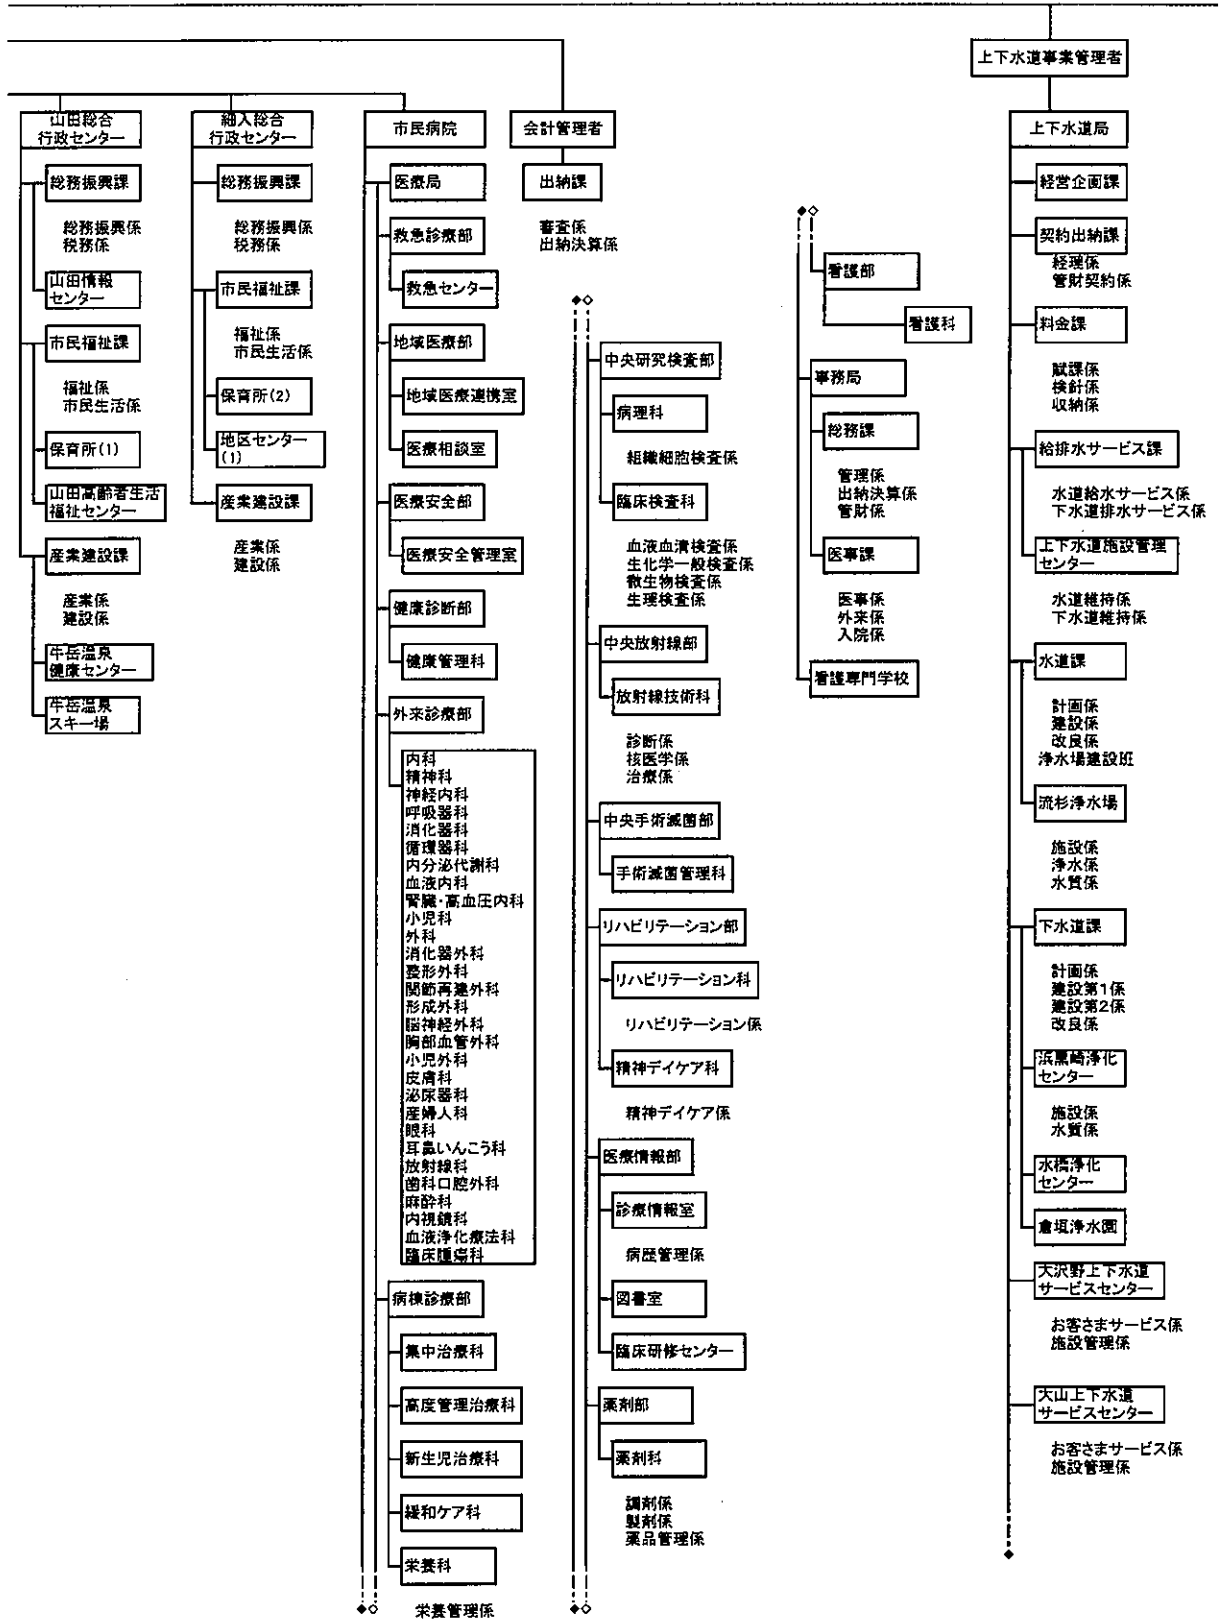 山田総合
行政センター
総務振興課
総務振興係
税務係
山田情報
センター
市民福祉課
福祉係
市民生活係
保育所(1)
山田高齢者生活
福祉センター
産業建設課
産業係
建設係
牛岳温泉
健康センター
牛岳温泉
スキー場
細入総合
行政センター
総務振興課
総務振興係
税務係
市民福祉課
福祉係
市民生活係
保育所(2)
地区センター
(1)
産業建設課
産業係
建設係
市民病院
医療局
救急診療部
救急センター
地域医療部
地域医療連携室
医療相談室
医療安全部
医療安全管理室
健康診断部
健康管理科
外来診療部
内科
精神科
神経内科
呼吸器科
消化器科
循環器科
内分泌代謝科
血液内科
腎臓・高血圧内科
小児科
外科
消化器外科
整形外科
関節再建外科
形成外科
脳神経外科
胸部血管外科
小児外科
皮膚科
泌尿器科
産婦人科
眼科
耳鼻いんこう科
放射線科
歯科口腔外科
麻酔科
内視鏡科
血液浄化療法科
臨床腫瘍科
病棟診療部
集中治療科
高度管理治療科
新生児治療科
緩和ケア科
栄養科
◆◇
栄養管理係
会計管理者
出納課
審査係
出納決算係
◆◇
中央研究検査部
病理科
組織細胞検査係
臨床検査科
血液血清検査係
生化学一般検査係
微生物検査係
生理検査係
中央放射線部
放射線技術科
診断係
核医学係
治療係
中央手術滅菌部
手術滅菌管理科
リハビリテーション部
リハビリテーション科
リハビリテーション係
精神デイケア科
精神デイケア係
医療情報部
診療情報室
病歴管理係
図書室
臨床研修センター
薬剤部
薬剤科
調剤係
製剤係
薬品管理係
◆◇
◆◇
看護部
看護科
事務局
総務課
管理係
出納決算係
管財係
医事課
医事係
外来係
入院係
看護専門学校
上下水道事業管理者
上下水道局
経営企画課
契約出納課
経理係
管財契約係
料金課
賦課係
検針係
収納係
給排水サービス課
水道給水サービス係
下水道排水サービス係
上下水道施設管理
センター
水道維持係
下水道維持係
水道課
計画係
建設係
改良係
浄水場建設班
流杉浄水場
施設係
浄水係
水質係
下水道課
計画係
建設第1係
建設第2係
改良係
浜黒崎浄化
センター
施設係
水質係
水橋浄化
センター
倉垣浄水園
大沢野上下水道
サービスセンター
お客さまサービス係
施設管理係
大山上下水道
サービスセンター
お客さまサービス係
施設管理係
◆